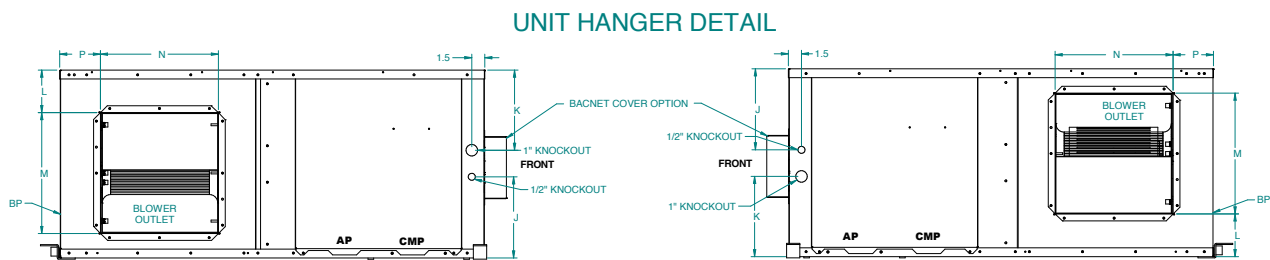 UNIT HANGER DETAIL
P
N
1.5
L
K
M
1" KNOCKOUT
FRONT
1/2" KNOCKOUT
BLOWER
OUTLET
BP
J
AP
CMP
BACNET COVER OPTION
1.5
N
P
J
BLOWER
OUTLET
1/2" KNOCKOUT
FRONT
M
1" KNOCKOUT
BP
K
L
AP
CMP